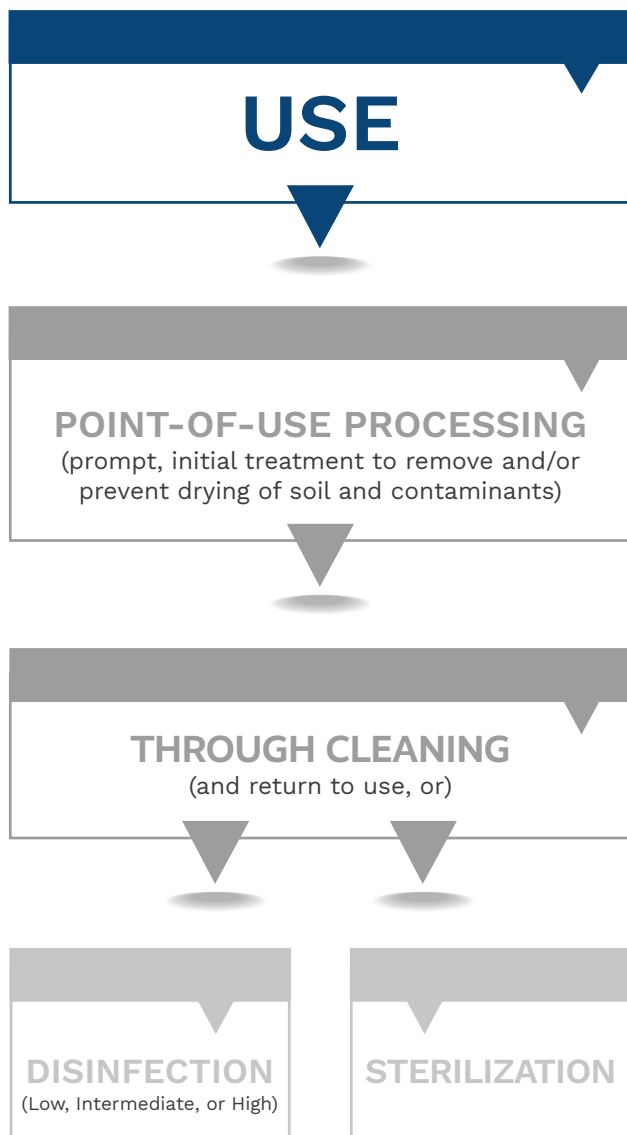 USE
POINT-OF-USE PROCESSING
(prompt, initial treatment to remove and/or
prevent drying of soil and contaminants)
THROUGH CLEANING
(and return to use, or)
DISINFECTION
(Low, Intermediate, or High)
STERILIZATION